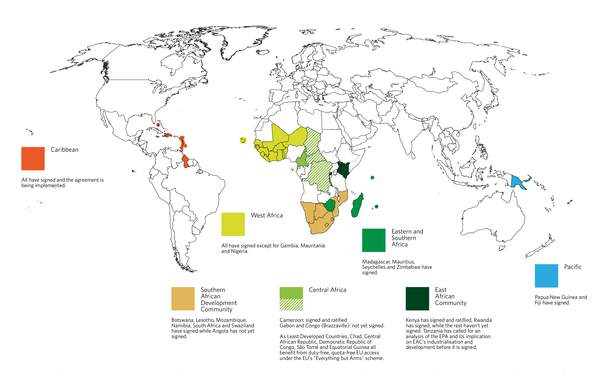 Caribbean
All have signed and the agreement is
being implemented.
West Africa
All have signed except for Gambia, Mauritania
and Nigeria.
Eastern and
Southern
Africa
Madagascar, Mauritius,
Seychelles and Zimbabwe have
signed.
Pacific
Papua New Guinea and
Fiji have signed.
Southern
African
Development
Community
Botswana, Lesotho, Mozambique,
Namibia, South Africa and Swaziland
have signed while Angola has not yet
signed.
Central Africa
Cameroon: signed and ratified
Gabon and Congo (Brazzaville): not yet signed.
As Least Developed Countries, Chad, Central
African Republic, Democratic Republic of
Congo, São Tomé and Equatorial Guinea all
benefit from duty-free, quota-free EU access
under the EU's "Everything but Arms" scheme.
East
African
Community
Kenya has signed and ratified, Rwanda
has signed, while the rest haven't yet
signed. Tanzania has called for an
analysis of the EPA and its implication
on EAC's industrialisation and
development before it is signed.